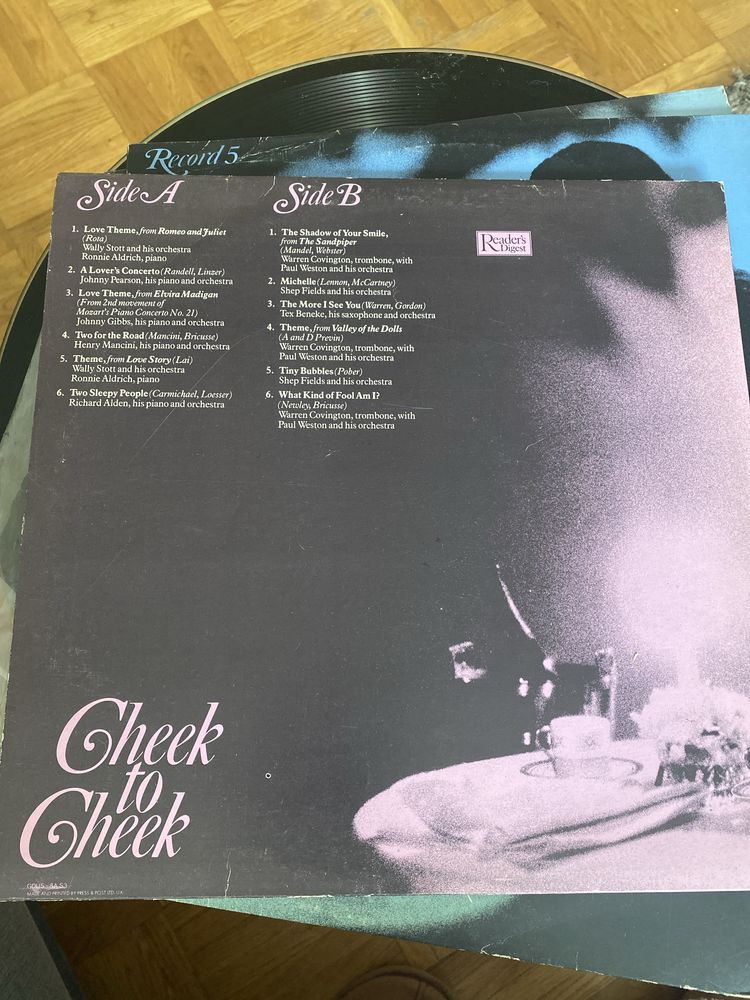 Record 5
Side A
1. Love Theme, from Romeo and Juliet
(Rota)
Wally Stott and his orchestra
Ronnie Aldrich, piano
2. A Lover's Concerto (Randell, Linzer)
Johnny Pearson, his piano and orchestra
3. Love Theme, from Elvira Madigan
(From 2nd movement of
Mozart's Piano Concerto No. 21)
Johnny Gibbs, his piano and orchestra
4. Two for the Road (Mancini, Bricusse)
Henry Mancini, his piano and orchestra
5. Theme, from Love Story (Lai)
Wally Stott and his orchestra
Ronnie Aldrich, piano
6. Two Sleepy People (Carmichael, Loesser)
Richard Alden, his piano and orchestra
Side B
1. The Shadow of Your Smile,
from The Sandpiper
(Mandel, Webster)
Warren Covington, trombone, with
Paul Weston and his orchestra
2. Michelle (Lennon, McCartney)
Shep Fields and his orchestra
3. The More I See You (Warren, Gordon)
Tex Beneke, his saxophone and orchestra
4. Theme, from Valley of the Dolls
(A and D Previn)
Warren Covington, trombone, with
Paul Weston and his orchestra
5. Tiny Bubbles (Pober)
Shep Fields and his orchestra
6. What Kind of Fool Am I?
(Newley, Bricusse)
Warren Covington, trombone, with
Paul Weston and his orchestra
Reader's
Digest
Cheek
to
Cheek
MADE AND PRINTED BY PRESS & POST LTD. U.K.